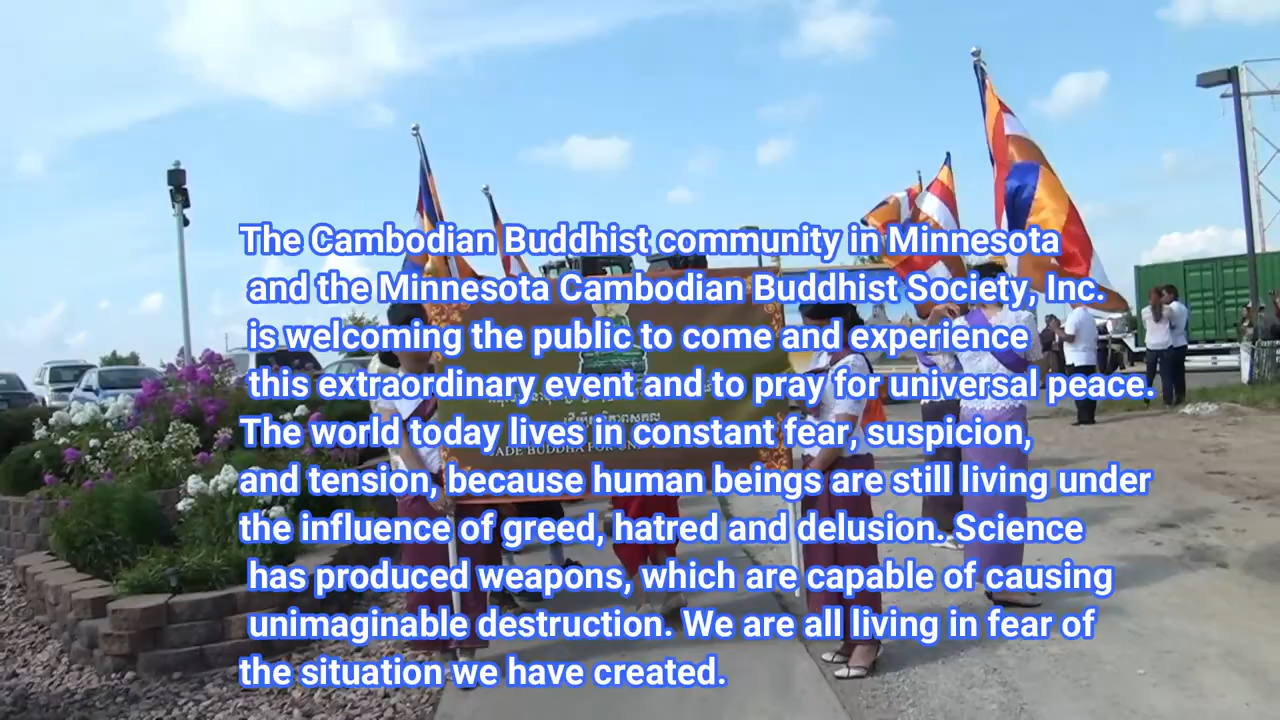 The Cambodian Buddhist community in Minnesota
and the Minnesota Cambodian Buddhist Society, Inc.
is welcoming the public to come and experience
this extraordinary event and to pray for universal peace.
The world today lives in constant fear, suspicion,
and tension, because human beings are still living under
the influence of greed, hatred and delusion. Science
has produced weapons, which are capable of causing
unimaginable destruction. We are all living in fear of
the situation we have created.
ADE BUDDHA FOR